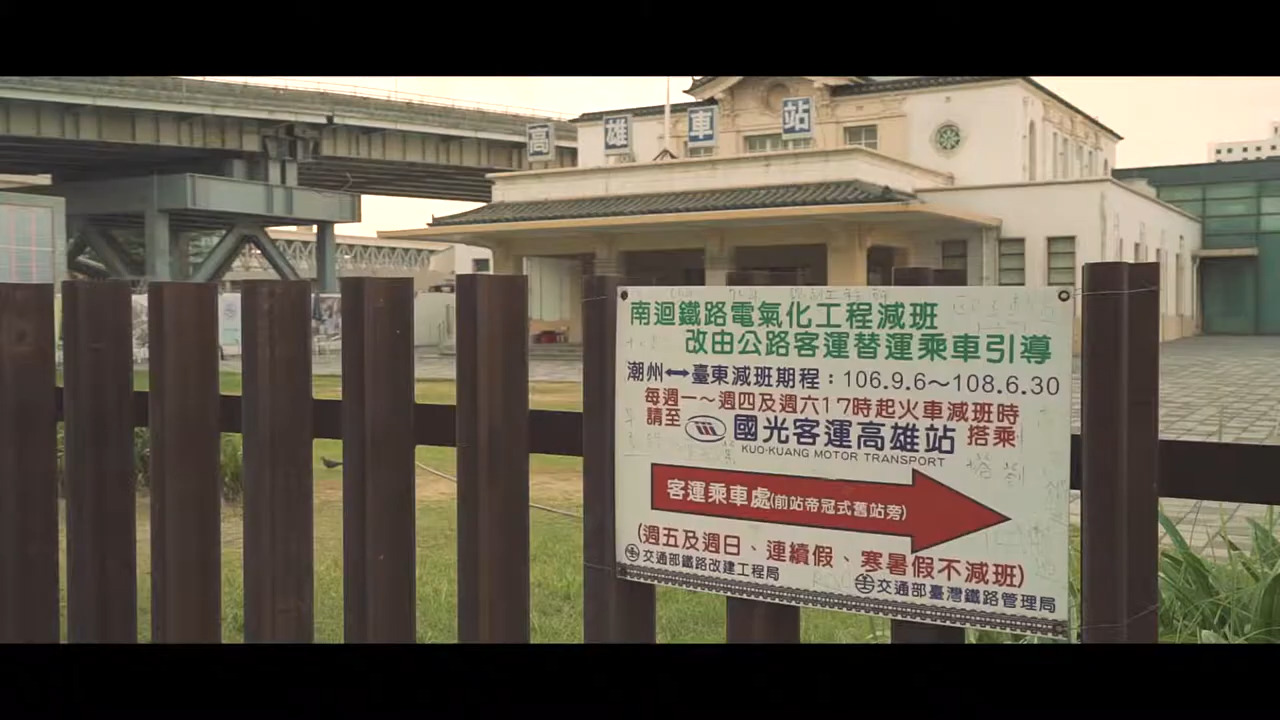 高雄車站
南迴鐵路電氣化工程減班
改由公路客運替運乘車引導
潮州↔臺東減班期程：106.9.6～108.6.30
每週一～週四及週六17時起火車減班時
請至 國光客運高雄站 搭乘
KUO-KUANG MOTOR TRANSPORT
客運乘車處(前站帝冠式舊站旁)
(週五及週日、連續假、寒暑假不減班)
交通部鐵路改建工程局
交通部臺灣鐵路管理局